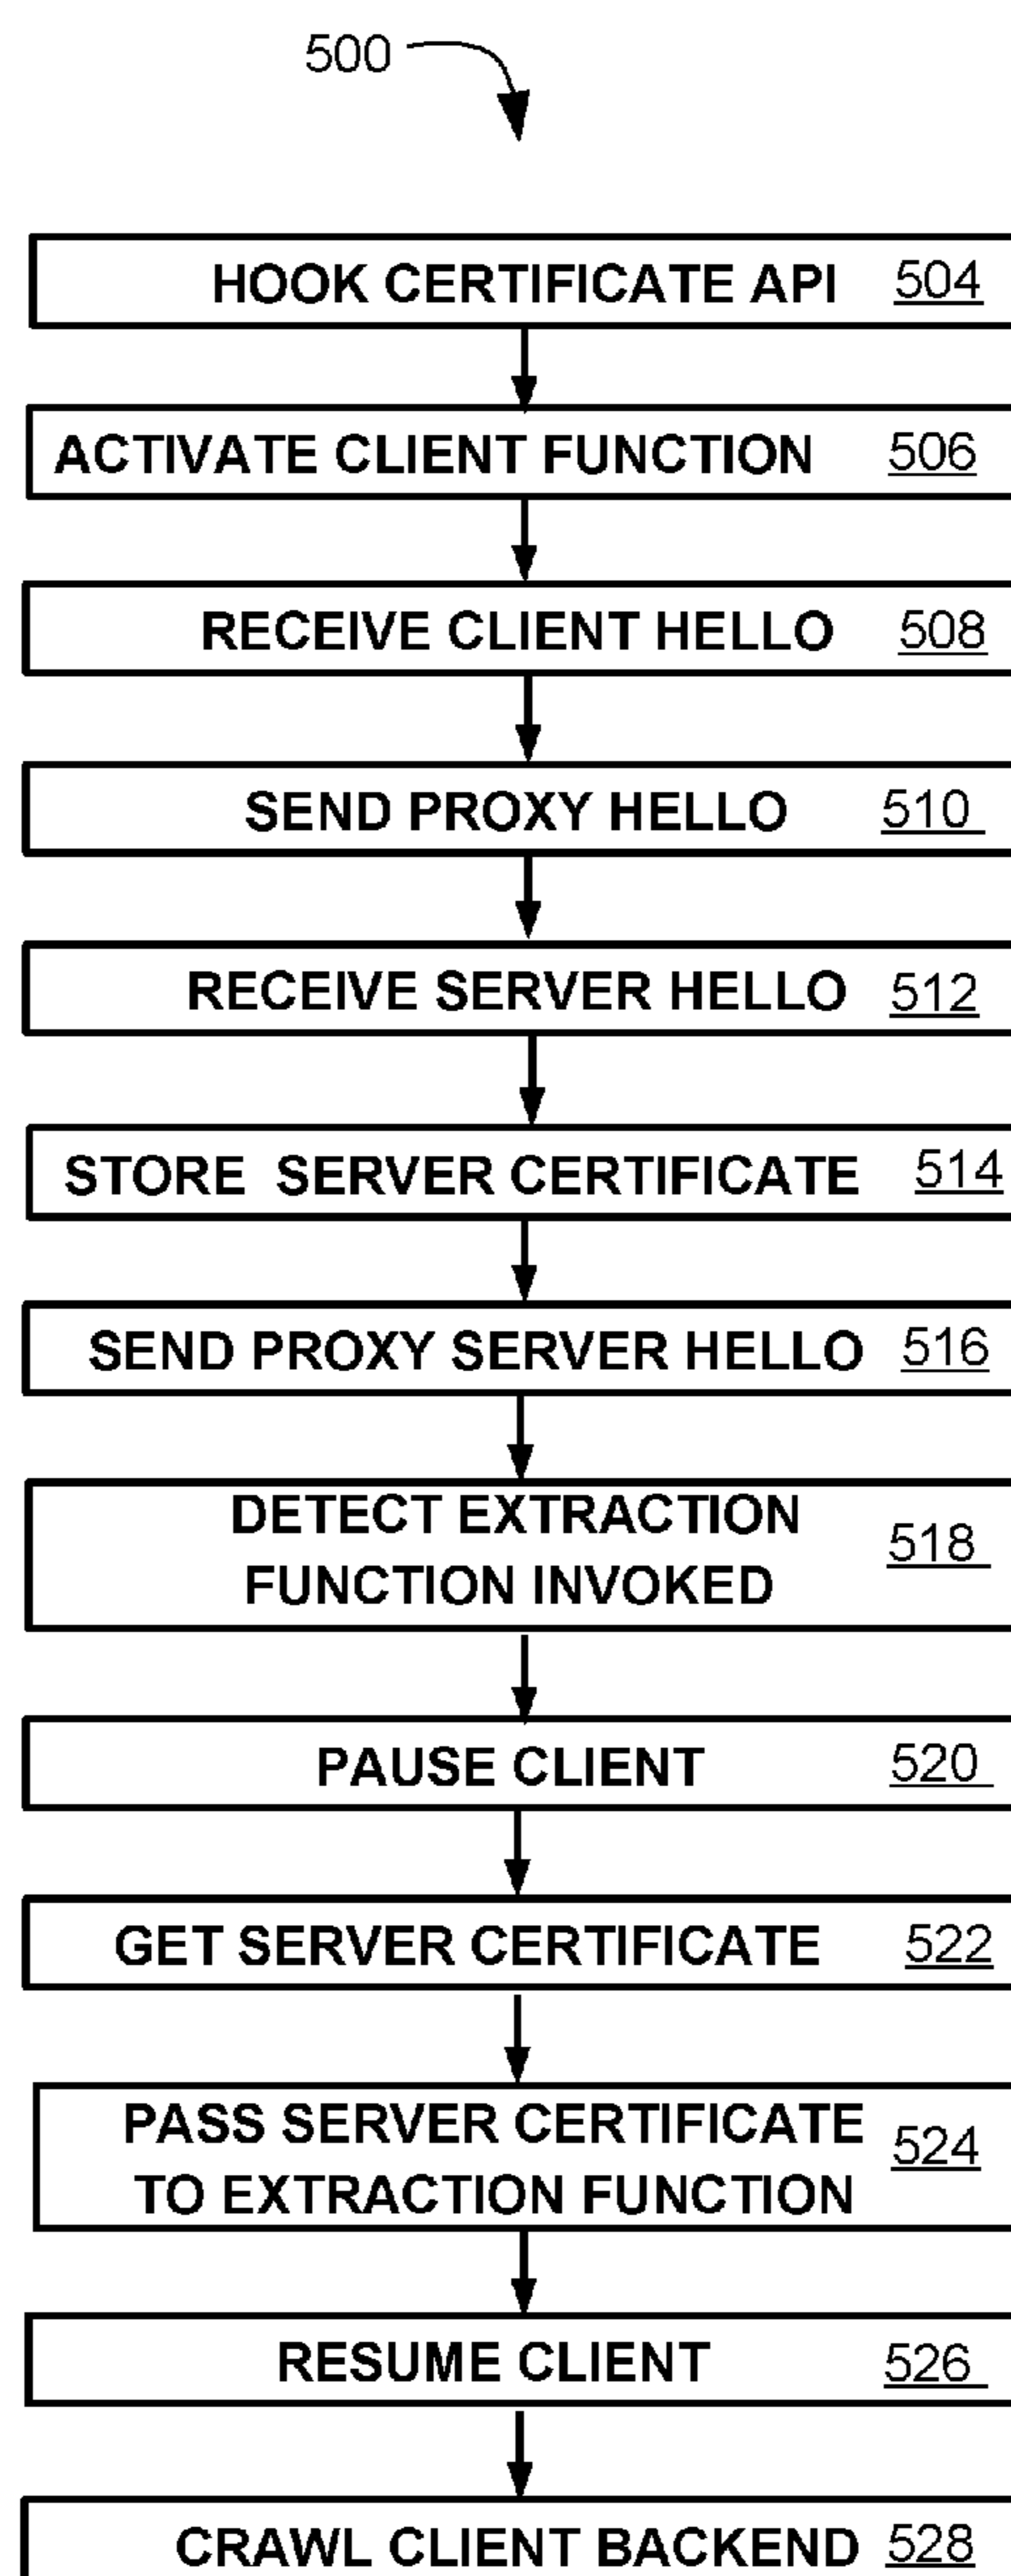 500
HOOK CERTIFICATE API 504
ACTIVATE CLIENT FUNCTION 506
RECEIVE CLIENT HELLO 508
SEND PROXY HELLO 510
RECEIVE SERVER HELLO 512
STORE SERVER CERTIFICATE 514
SEND PROXY SERVER HELLO 516
DETECT EXTRACTION
FUNCTION INVOKED 518
PAUSE CLIENT 520
GET SERVER CERTIFICATE 522
PASS SERVER CERTIFICATE
TO EXTRACTION FUNCTION 524
RESUME CLIENT 526
CRAWL CLIENT BACKEND 528